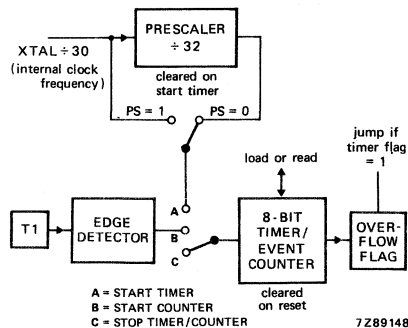 PRESCALER
÷ 32
XTAL ÷ 30
(internal clock
frequency)
cleared on
start timer
PS = 1
PS = 0
jump if
timer flag
= 1
load or read
T1
EDGE
DETECTOR
A
B
C
8-BIT
TIMER/
EVENT
COUNTER
OVER-
FLOW
FLAG
cleared
on reset
A = START TIMER
B = START COUNTER
C = STOP TIMER/COUNTER
7Z89148